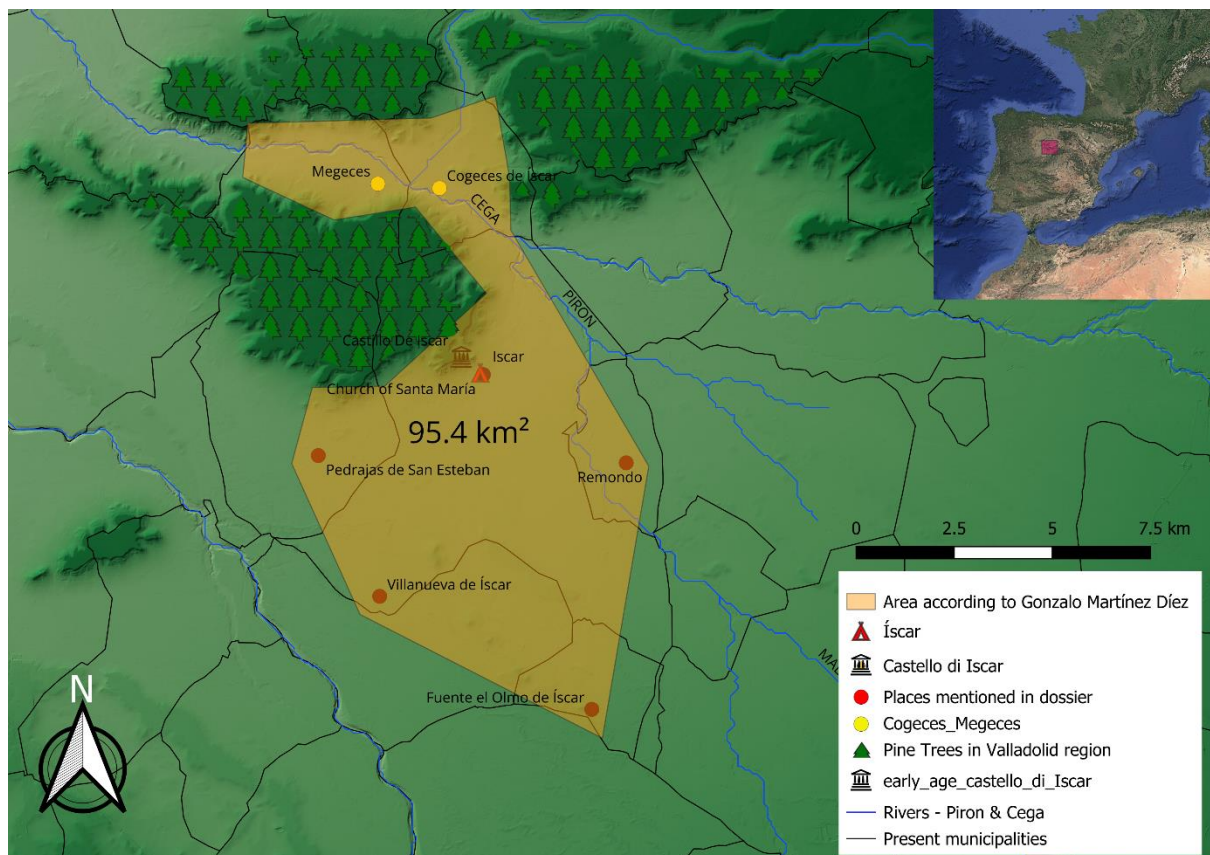 Megeces
Cogeces de Íscar
CEGA
PIRON
Castillo De Iscar
Iscar
Church of Santa María
95.4 km²
Pedrajas de San Esteban
Remondo
Villanueva de Íscar
Fuente el Olmo de Íscar
N
0 2.5 5 7.5 km
Area according to Gonzalo Martínez Díez
Íscar
Castello di Iscar
Places mentioned in dossier
Cogeces_Megeces
Pine Trees in Valladolid region
early_age_castello_di_Iscar
Rivers - Piron & Cega
Present municipalities